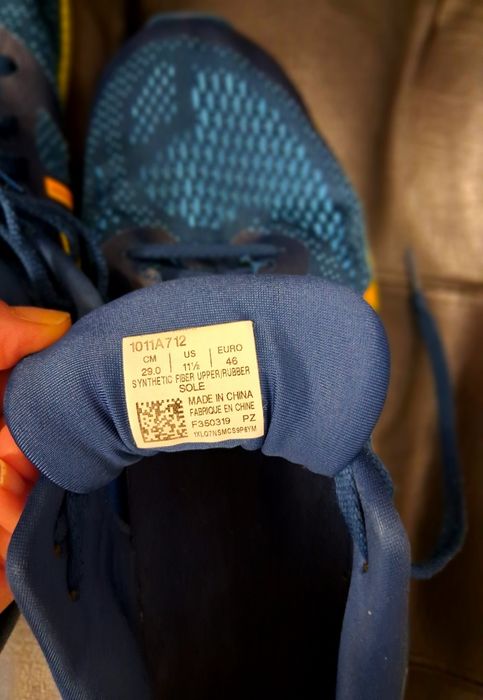 1011A712
CM US EURO
29.0 11½ 46
SYNTHETIC FIBER UPPER/RUBBER
SOLE
MADE IN CHINA
FABRIQUE EN CHINE
F350319 PZ